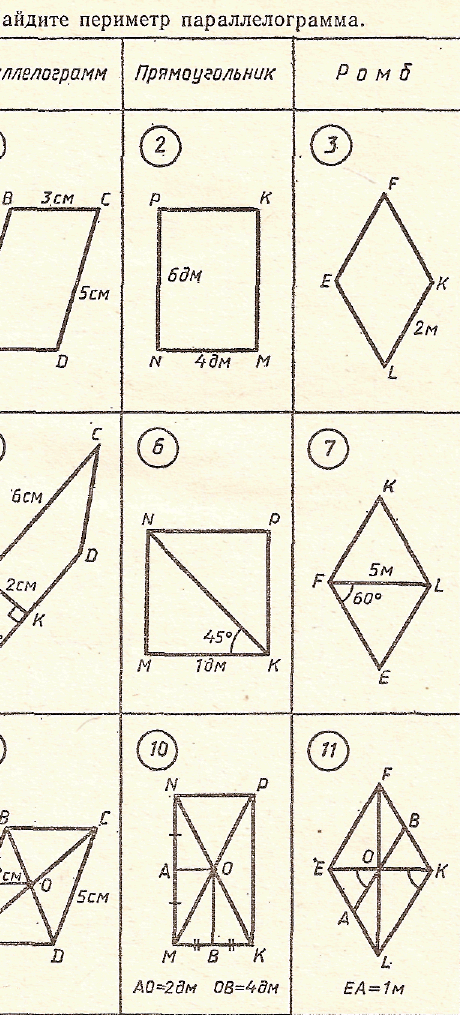 айдите периметр параллелограмма.
ллелограмм Прямоугольник Ромб
2 3
B 3см C P K F
5см 6дм E K
2м
D N 4дм M L
C 6 7
6см N P K
D F 5м L
2см 60°
K 45°
M 1дм K E
10 11
B C N P F
B
см O A O E O K
5см A
D M B K L
AO=2дм OB=4дм EA=1м